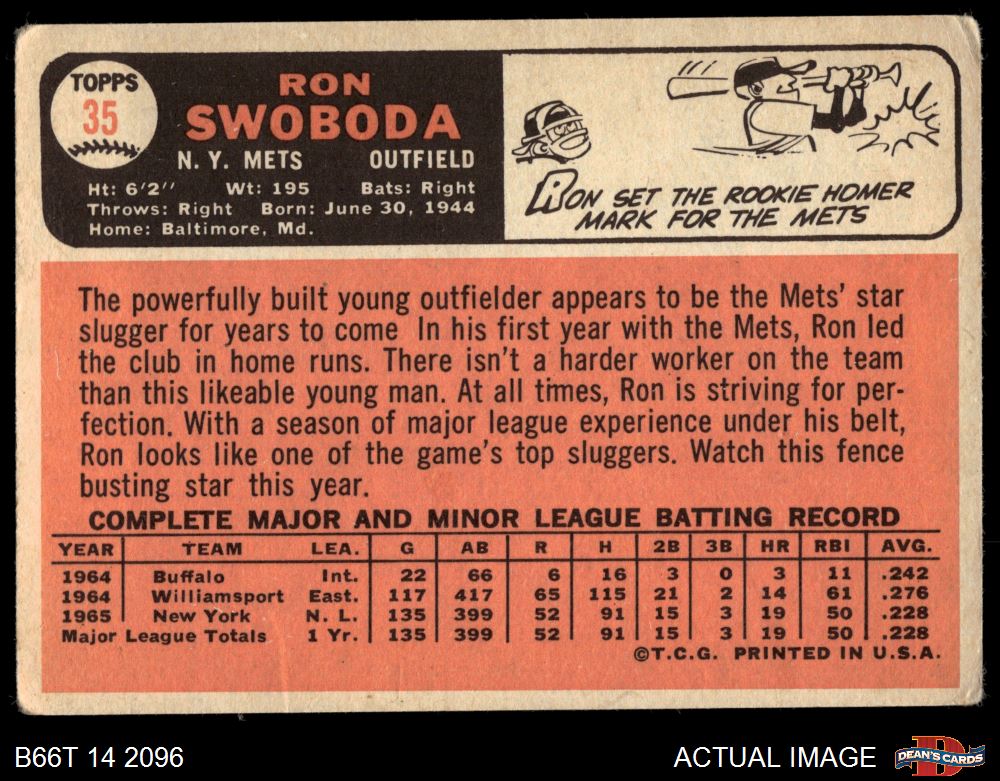 TOPPS
35
RON
SWOBODA
N. Y. METS OUTFIELD
Ht: 6'2" Wt: 195 Bats: Right
Throws: Right Born: June 30, 1944
Home: Baltimore, Md.
RON SET THE ROOKIE HOMER
MARK FOR THE METS
The powerfully built young outfielder appears to be the Mets' star
slugger for years to come In his first year with the Mets, Ron led
the club in home runs. There isn't a harder worker on the team
than this likeable young man. At all times, Ron is striving for per-
fection. With a season of major league experience under his belt,
Ron looks like one of the game's top sluggers. Watch this fence
busting star this year.
COMPLETE MAJOR AND MINOR LEAGUE BATTING RECORD
YEAR TEAM LEA. G AB R H 2B 3B HR RBI AVG.
1964 Buffalo Int. 22 66 6 16 3 0 3 11 .242
1964 Williamsport East. 117 417 65 115 21 2 14 61 .276
1965 New York N. L. 135 399 52 91 15 3 19 50 .228
Major League Totals 1 Yr. 135 399 52 91 15 3 19 50 .228
©T.C.G. PRINTED IN U.S.A.
B66T 14 2096 ACTUAL IMAGE
D
DEAN'S CARDS